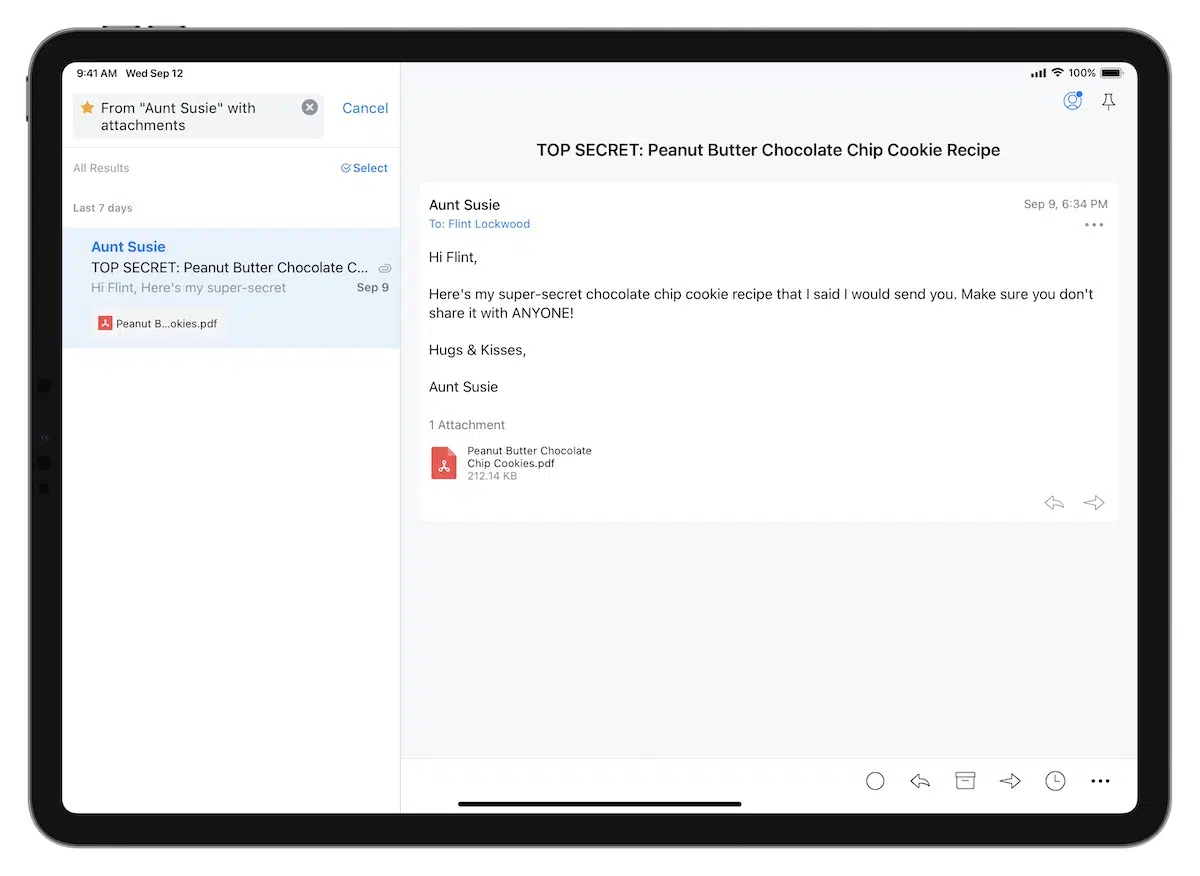 9:41 AM Wed Sep 12
100%
From "Aunt Susie" with
attachments
Cancel
All Results
Select
Last 7 days
Aunt Susie
TOP SECRET: Peanut Butter Chocolate C...
Hi Flint, Here's my super-secret
Sep 9
Peanut B...okies.pdf
TOP SECRET: Peanut Butter Chocolate Chip Cookie Recipe
Aunt Susie
Sep 9, 6:34 PM
To: Flint Lockwood
Hi Flint,
Here's my super-secret chocolate chip cookie recipe that I said I would send you. Make sure you don't
share it with ANYONE!
Hugs & Kisses,
Aunt Susie
1 Attachment
Peanut Butter Chocolate
Chip Cookies.pdf
212.14 KB